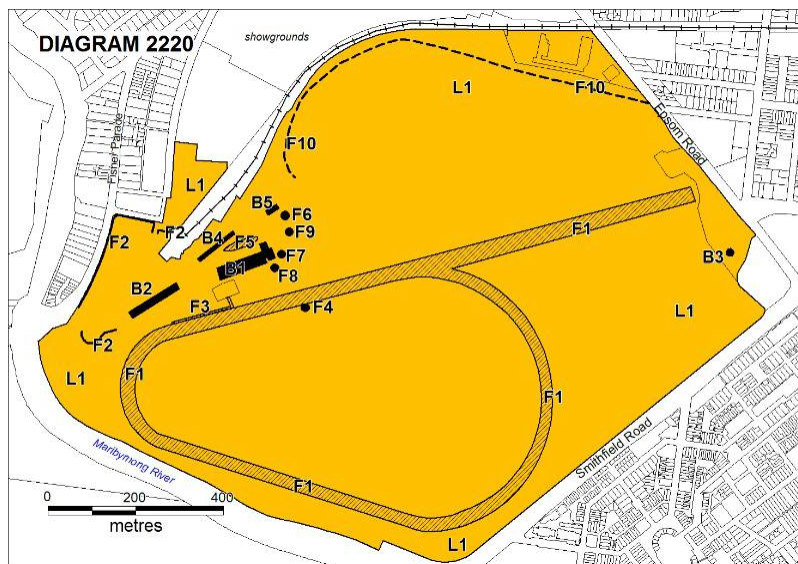 DIAGRAM 2220
showgrounds
L1
F10
Epsom Road
Fisher Parade
F10
L1
B5
F6
F2
F2
B4
F5
F9
F1
B1
F7
F8
B3
B2
F3
F4
L1
F2
L1
F1
F1
Smithfield Road
Maribyrnong River
F1
L1
0 200 400
metres